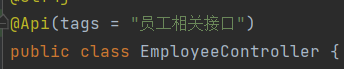 @Api(tags = "员工相关接口")
public class EmployeeController {